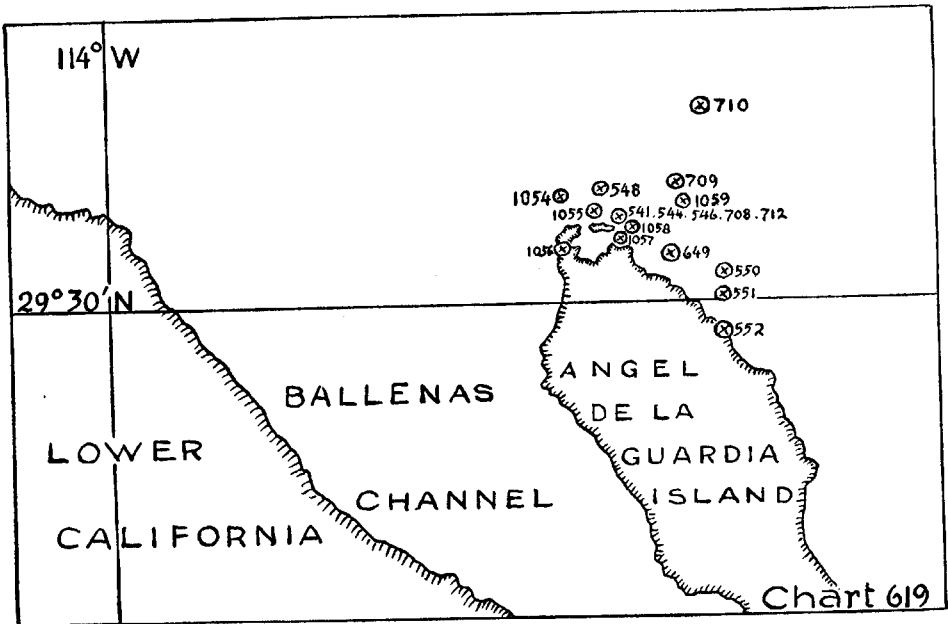 114° W
710
709
548
1054
1059
1055
541.544.546.708.712
1058
1057
1056
649
550
29°30'N
551
552
ANGEL
BALLENAS
DE LA
LOWER
GUARDIA
CHANNEL
ISLAND
CALIFORNIA
Chart 619